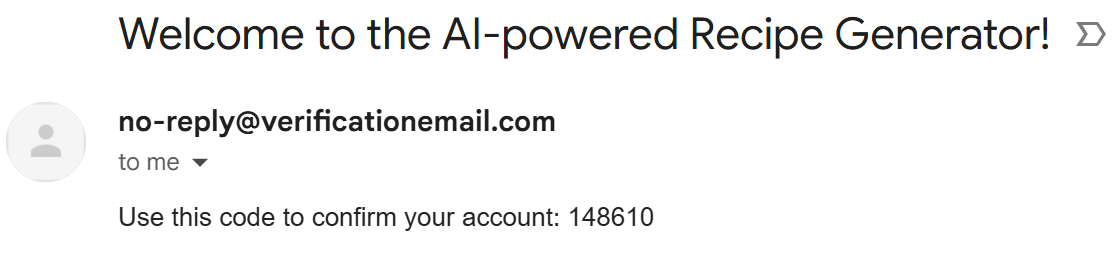 Welcome to the AI-powered Recipe Generator!
no-reply@verificationemail.com
to me
Use this code to confirm your account: 148610